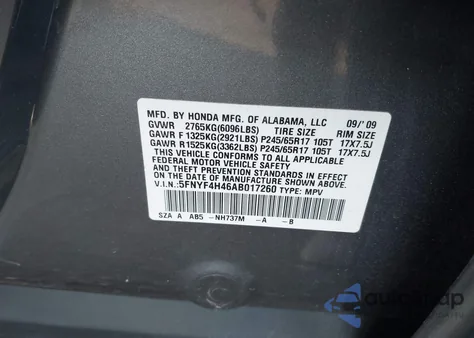 MFD. BY HONDA MFG. OF ALABAMA, LLC 09/'09
GVWR 2765KG(6096LBS) TIRE SIZE RIM SIZE
GAWR F 1325KG(2921LBS) P245/65R17 105T 17X7.5J
GAWR R1525KG(3362LBS) P245/65R17 105T 17X7.5J
THIS VEHICLE CONFORMS TO ALL APPLICABLE
FEDERAL MOTOR VEHICLE SAFETY
AND THEFT PREVENTION STANDARDS IN EFFECT
ON THE DATE OF MANUFACTURE SHOWN ABOVE.
V.I.N.:5FNYF4H46AB017260 TYPE: MPV
SZA A AB5 -NH737M -A -B